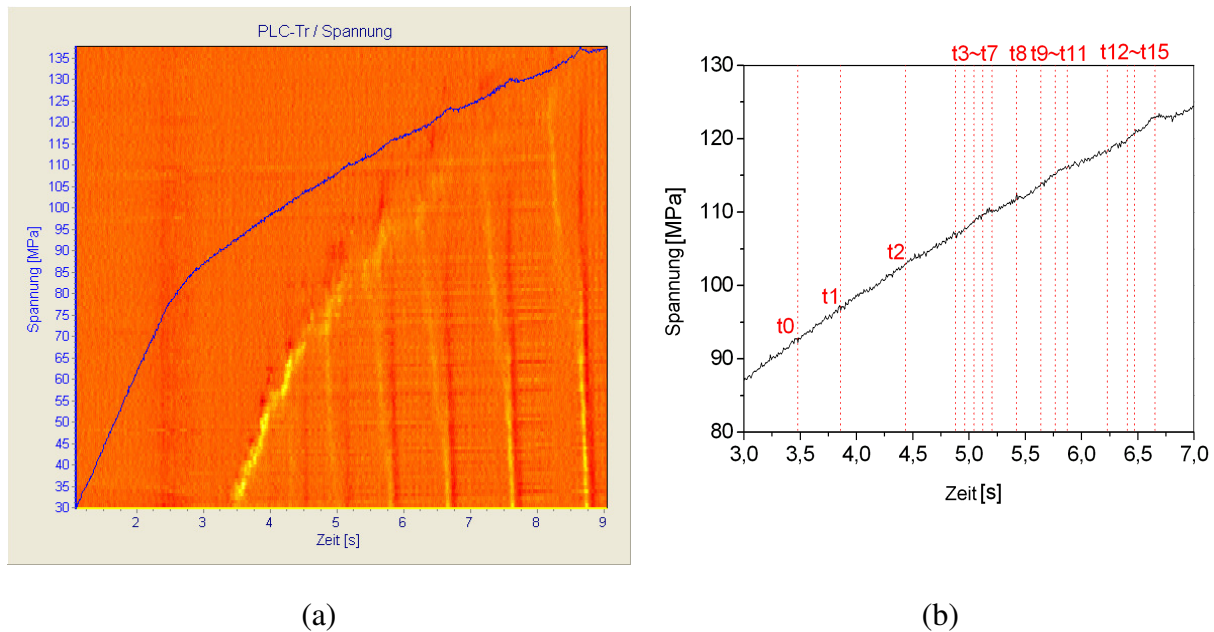 PLC-Tr / Spannung
135
130
125
120
115
110
105
100
95
90
85
80
75
70
65
60
55
50
45
40
35
30
Spannung [MPa]
2 3 4 5 6 7 8 9
Zeit [s]
(a)
t3~t7 t8 t9~t11 t12~t15
130
120
110
100
90
80
Spannung [MPa]
t2
t1
t0
3,0 3,5 4,0 4,5 5,0 5,5 6,0 6,5 7,0
Zeit [s]
(b)